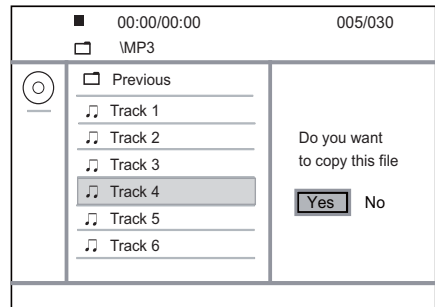 00:00/00:00 005/030
\MP3
Previous
Track 1
Track 2
Track 3
Track 4
Track 5
Track 6
Do you want
to copy this file
Yes No